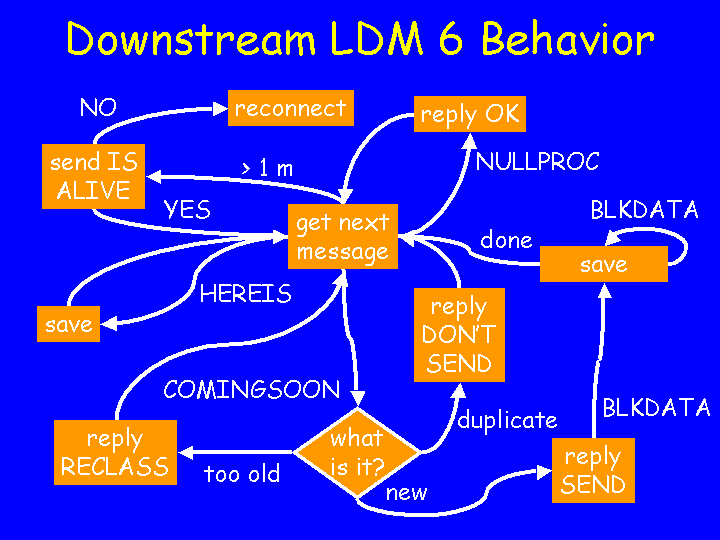 Downstream LDM 6 Behavior
NO
reconnect
reply OK
send IS
ALIVE
> 1 m
NULLPROC
YES
get next
message
done
BLKDATA
save
HEREIS
save
reply
DON'T
SEND
COMINGSOON
duplicate
BLKDATA
reply
RECLASS
too old
what
is it?
new
reply
SEND